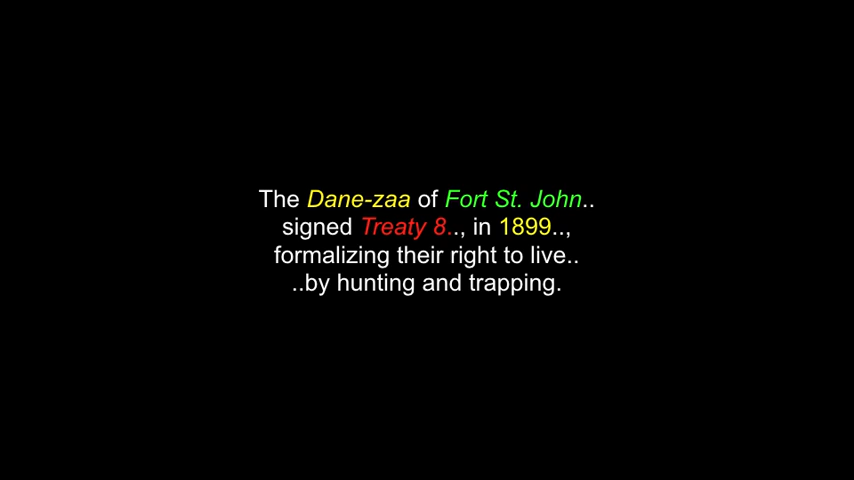 The Dane-zaa of Fort St. John..
signed Treaty 8.., in 1899..,
formalizing their right to live..
..by hunting and trapping.